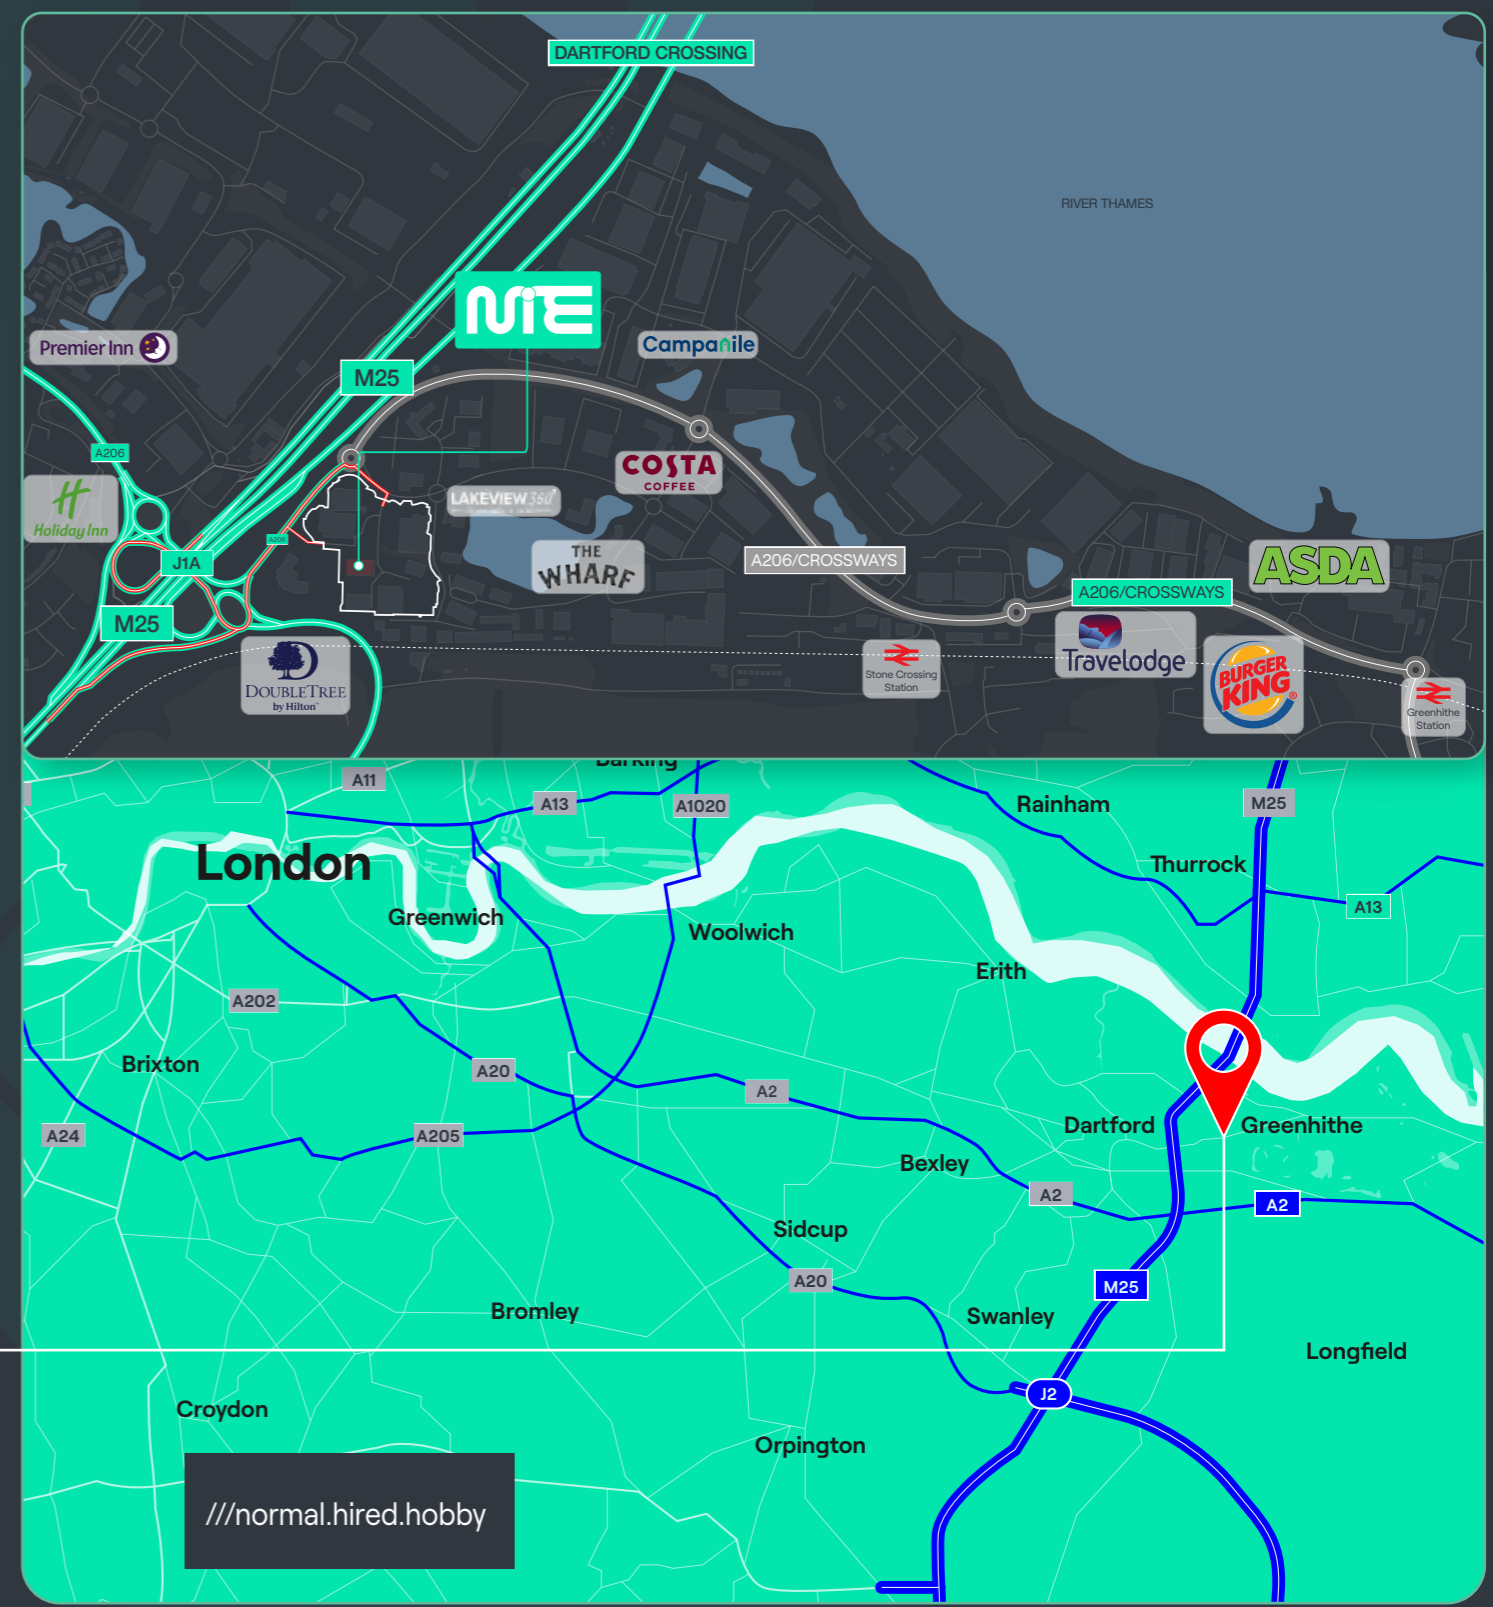 DARTFORD CROSSING
RIVER THAMES
ME
Premier Inn
Campanile
M25
A206
COSTA
COFFEE
Holiday Inn
LAKEVIEW 360°
A206
THE
WHARF
A206/CROSSWAYS
ASDA
J1A
A206/CROSSWAYS
M25
Travelodge
DOUBLETREE
by Hilton™
Stone Crossing
Station
BURGER
KING®
Greenhithe
Station
Barking
A11
A13
A1020
Rainham
M25
London
Thurrock
Greenwich
A13
Woolwich
Erith
A202
Brixton
A20
A2
A24
A205
Dartford
Greenhithe
Bexley
A2
A2
Sidcup
A20
M25
Bromley
Swanley
Longfield
J2
Croydon
Orpington
///normal.hired.hobby